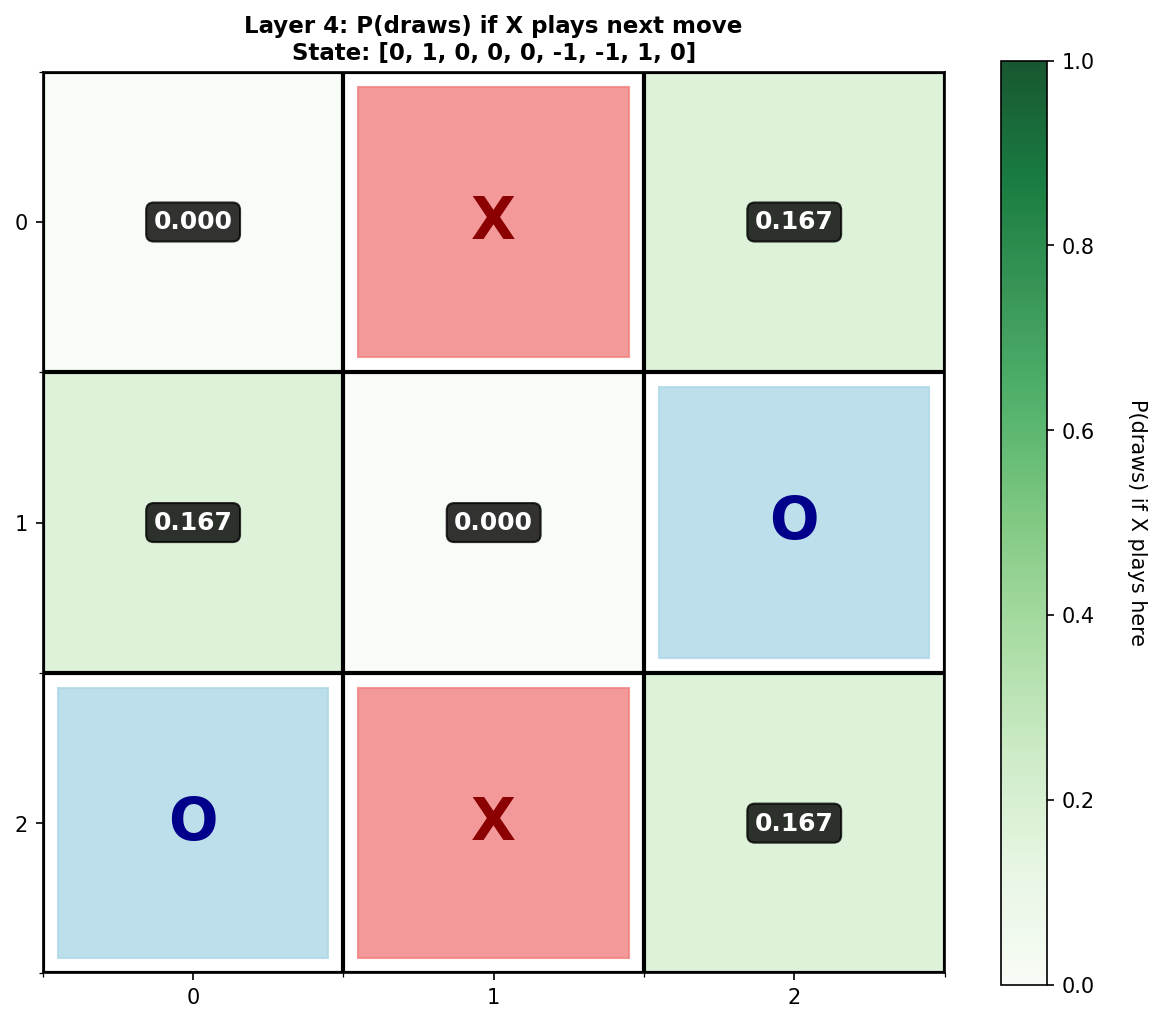 Layer 4: P(draws) if X plays next move
State: [0, 1, 0, 0, 0, -1, -1, 1, 0]
0.000
X
0.167
0.167
0.000
O
O
X
0.167
0
1
2
0
1
2
1.0
0.8
0.6
0.4
0.2
0.0
P(draws) if X plays here